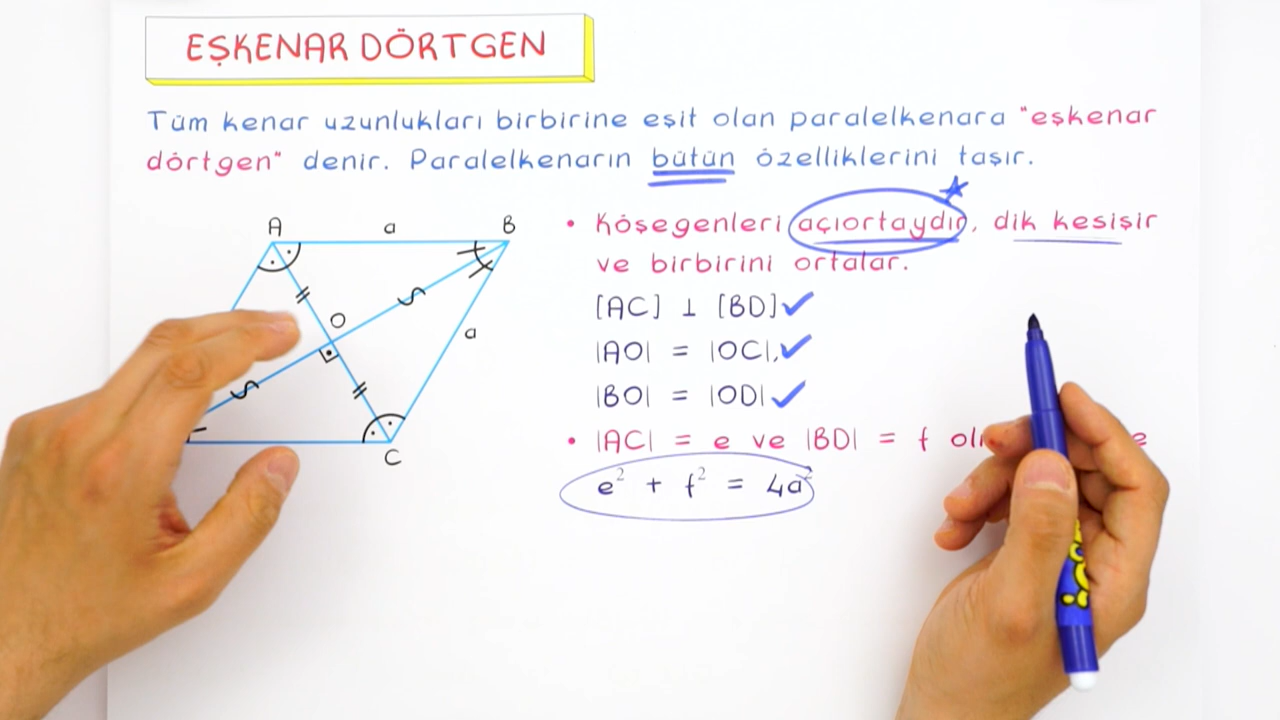 EŞKENAR DÖRTGEN
Tüm kenar uzunlukları birbirine eşit olan paralelkenara "eşkenar
dörtgen" denir. Paralelkenarın bütün özelliklerini taşır.
A a B
• Köşegenleri açıortaydır, dik kesişir
ve birbirini ortalar.
[AC] ⊥ [BD]
O
a
|AO| = |OC|,
|BO| = |OD|
• |AC| = e ve |BD| = f
C
e² + f² = 4a²